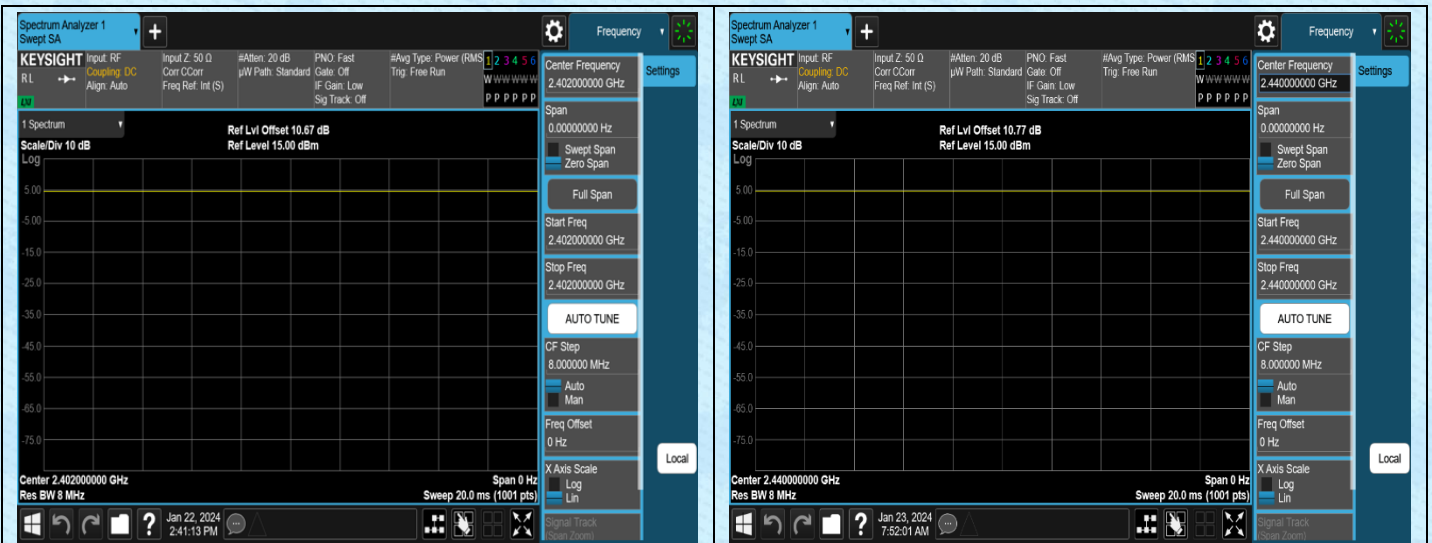 Spectrum Analyzer 1
Swept SA
+
Frequency
KEYSIGHT
Input: RF
Input Z: 50 Ω
#Atten: 20 dB
PNO: Fast
#Avg Type: Power (RMS
1 2 3 4 5 6
RL
Coupling: DC
Corr CCorr
µW Path: Standard
Gate: Off
Trig: Free Run
W W W W W W
Align: Auto
Freq Ref: Int (S)
IF Gain: Low
Sig Track: Off
P P P P P P
LXI
1 Spectrum
Ref Lvl Offset 10.67 dB
Scale/Div 10 dB
Ref Level 15.00 dBm
Log
5.00
-5.00
-15.0
-25.0
-35.0
-45.0
-55.0
-65.0
-75.0
Center 2.402000000 GHz
Span 0 Hz
Res BW 8 MHz
Sweep 20.0 ms (1001 pts)
Center Frequency
2.402000000 GHz
Settings
Span
0.00000000 Hz
Swept Span
Zero Span
Full Span
Start Freq
2.402000000 GHz
Stop Freq
2.402000000 GHz
AUTO TUNE
CF Step
8.000000 MHz
Auto
Man
Freq Offset
0 Hz
X Axis Scale
Log
Lin
Signal Track
(Span Zoom)
Local
?
Jan 22, 2024
2:41:13 PM
Spectrum Analyzer 1
Swept SA
+
Frequency
KEYSIGHT
Input: RF
Input Z: 50 Ω
#Atten: 20 dB
PNO: Fast
#Avg Type: Power (RMS
1 2 3 4 5 6
RL
Coupling: DC
Corr CCorr
µW Path: Standard
Gate: Off
Trig: Free Run
W W W W W W
Align: Auto
Freq Ref: Int (S)
IF Gain: Low
Sig Track: Off
P P P P P P
LXI
1 Spectrum
Ref Lvl Offset 10.77 dB
Scale/Div 10 dB
Ref Level 15.00 dBm
Log
5.00
-5.00
-15.0
-25.0
-35.0
-45.0
-55.0
-65.0
-75.0
Center 2.440000000 GHz
Span 0 Hz
Res BW 8 MHz
Sweep 20.0 ms (1001 pts)
Center Frequency
2.440000000 GHz
Settings
Span
0.00000000 Hz
Swept Span
Zero Span
Full Span
Start Freq
2.440000000 GHz
Stop Freq
2.440000000 GHz
AUTO TUNE
CF Step
8.000000 MHz
Auto
Man
Freq Offset
0 Hz
X Axis Scale
Log
Lin
Signal Track
(Span Zoom)
Local
?
Jan 23, 2024
7:52:01 AM